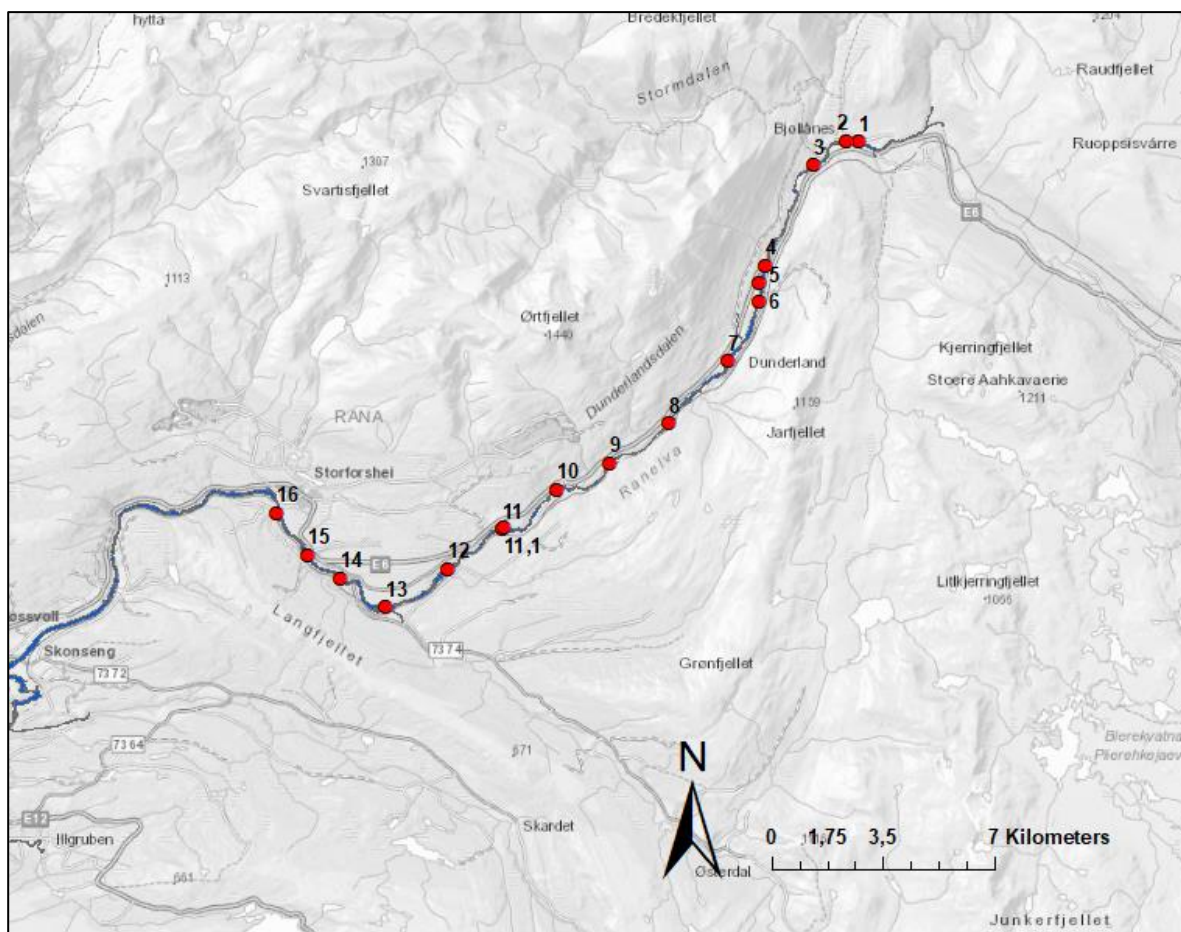 hytta
Bredekfjellet
1204
Raudfjellet
Stormdalen
Bjøllånes
2
1
Ruoppsisvárre
3
1307
Svartisfjellet
E6
4
1113
5
6
Ørtfjellet
1440
Dunderlandsdalen
7
Dunderland
Kjerringfjellet
Stoere Aahkavaerie
1211
1159
Jarfjellet
8
RANA
9
Ranelva
Storforshei
10
16
11
11,1
15
14
E6
12
13
Litlkjerringfjellet
1066
Langfjellet
Skonseng
7374
Grønfjellet
7372
7364
671
N
E12
Illgruben
Skardet
0
1,75
3,5
7 Kilometers
Østerdal
661
Junkerfjellet